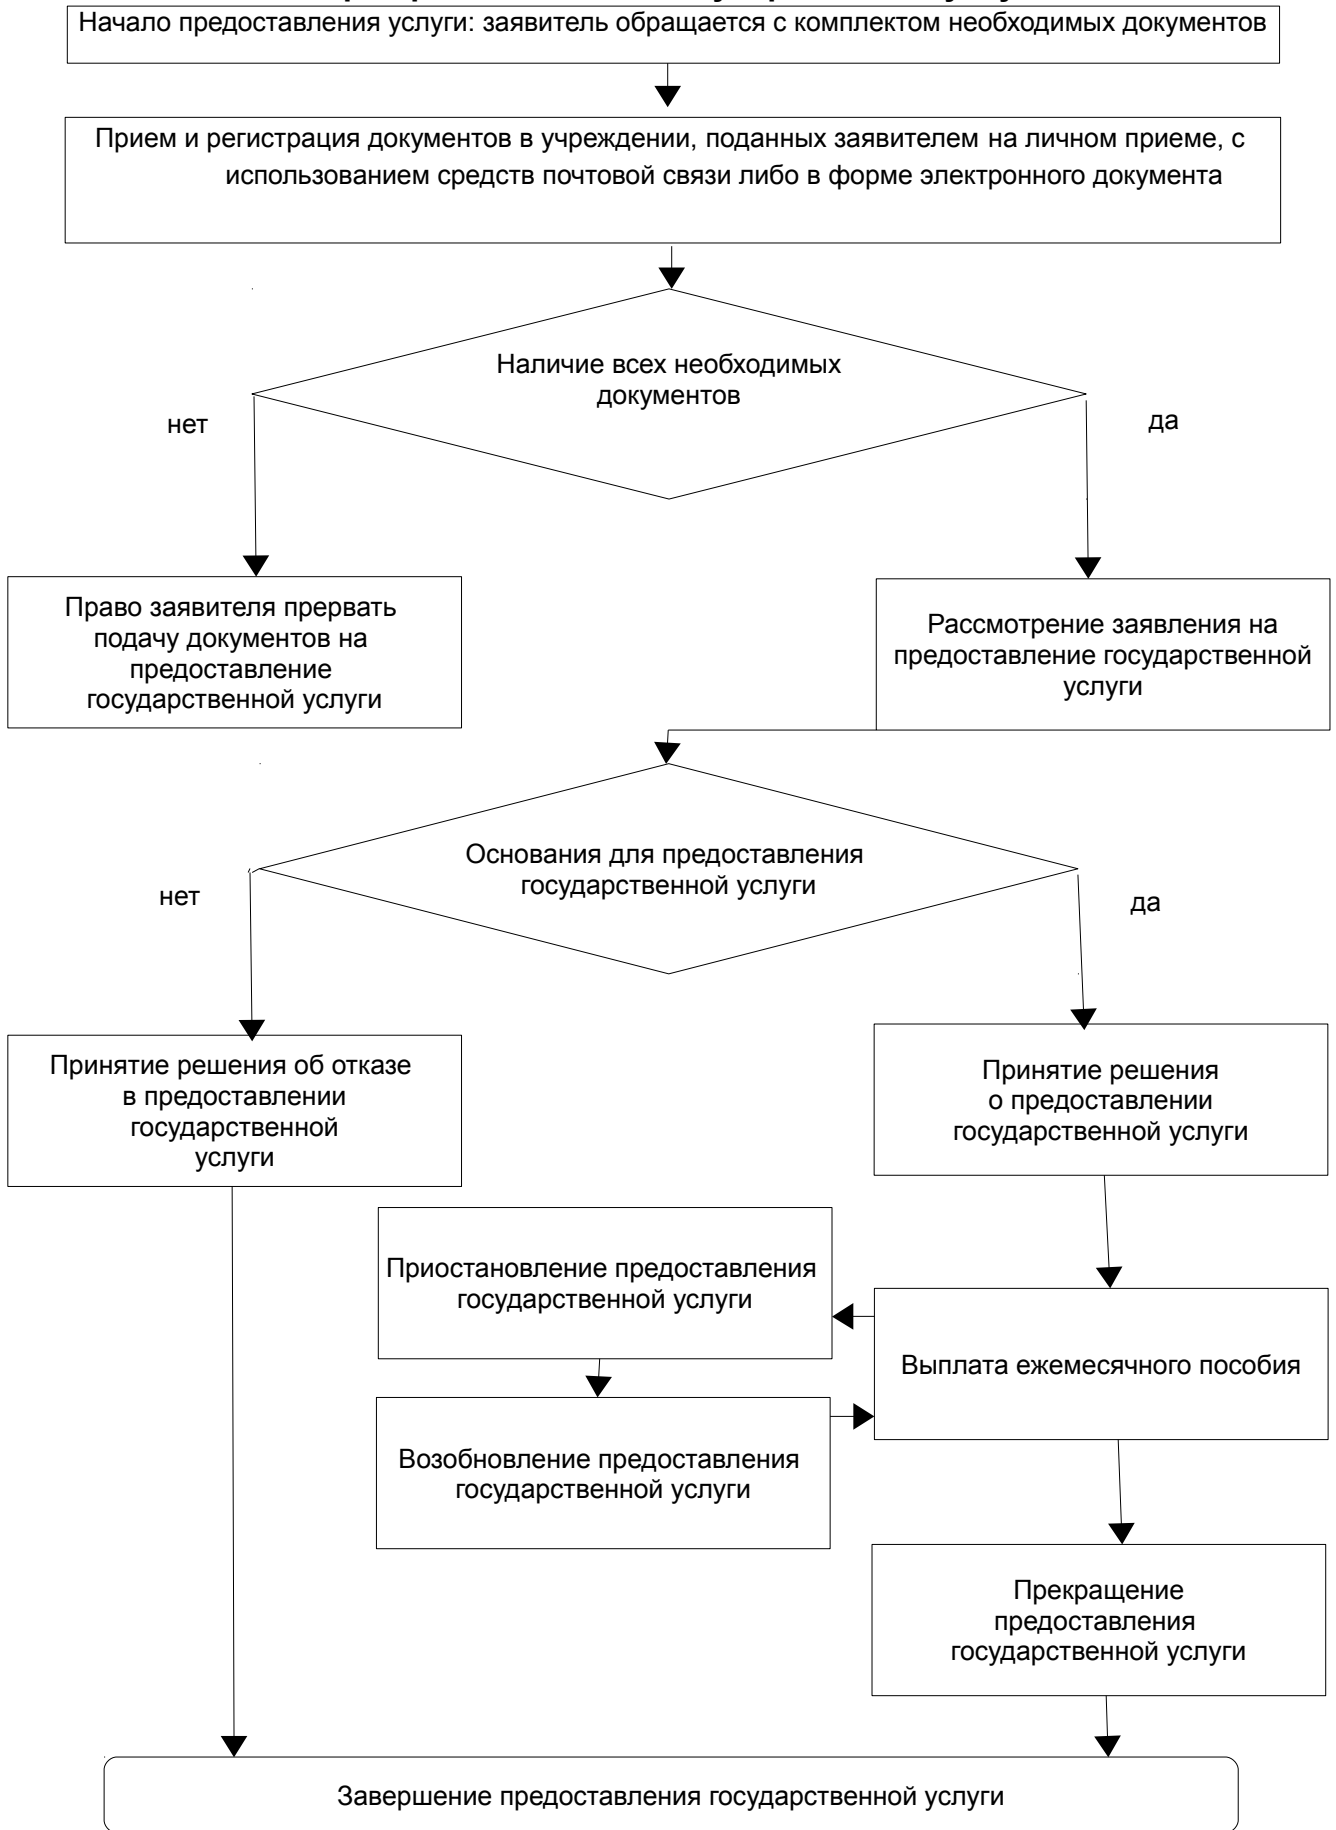 Начало предоставления услуги: заявитель обращается с комплектом необходимых документов
Прием и регистрация документов в учреждении, поданных заявителем на личном приеме, с
использованием средств почтовой связи либо в форме электронного документа
Наличие всех необходимых
документов
нет
да
Право заявителя прервать
подачу документов на
предоставление
государственной услуги
Рассмотрение заявления на
предоставление государственной
услуги
Основания для предоставления
государственной услуги
нет
да
Принятие решения об отказе
в предоставлении
государственной
услуги
Принятие решения
о предоставлении
государственной услуги
Приостановление предоставления
государственной услуги
Выплата ежемесячного пособия
Возобновление предоставления
государственной услуги
Прекращение
предоставления
государственной услуги
Завершение предоставления государственной услуги